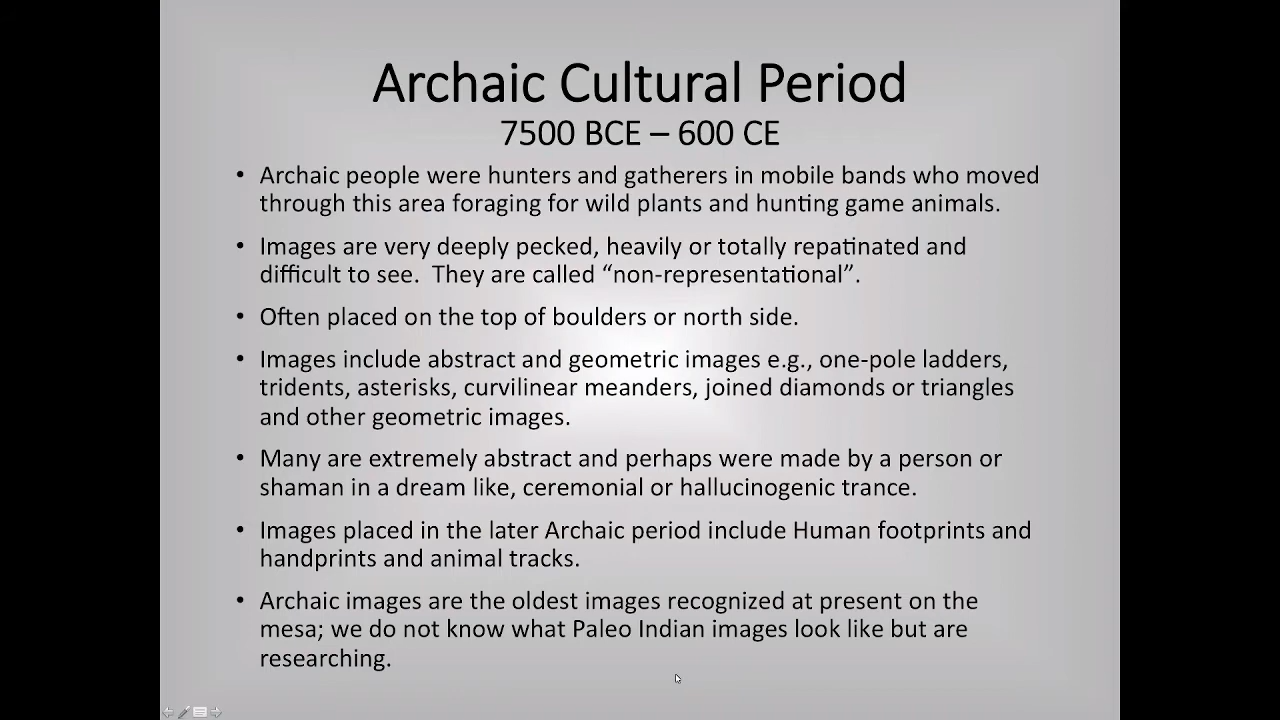 Archaic Cultural Period
7500 BCE – 600 CE
• Archaic people were hunters and gatherers in mobile bands who moved
through this area foraging for wild plants and hunting game animals.
• Images are very deeply pecked, heavily or totally repatinated and
difficult to see.  They are called “non-representational”.
• Often placed on the top of boulders or north side.
• Images include abstract and geometric images e.g., one-pole ladders,
tridents, asterisks, curvilinear meanders, joined diamonds or triangles
and other geometric images.
• Many are extremely abstract and perhaps were made by a person or
shaman in a dream like, ceremonial or hallucinogenic trance.
• Images placed in the later Archaic period include Human footprints and
handprints and animal tracks.
• Archaic images are the oldest images recognized at present on the
mesa; we do not know what Paleo Indian images look like but are
researching.